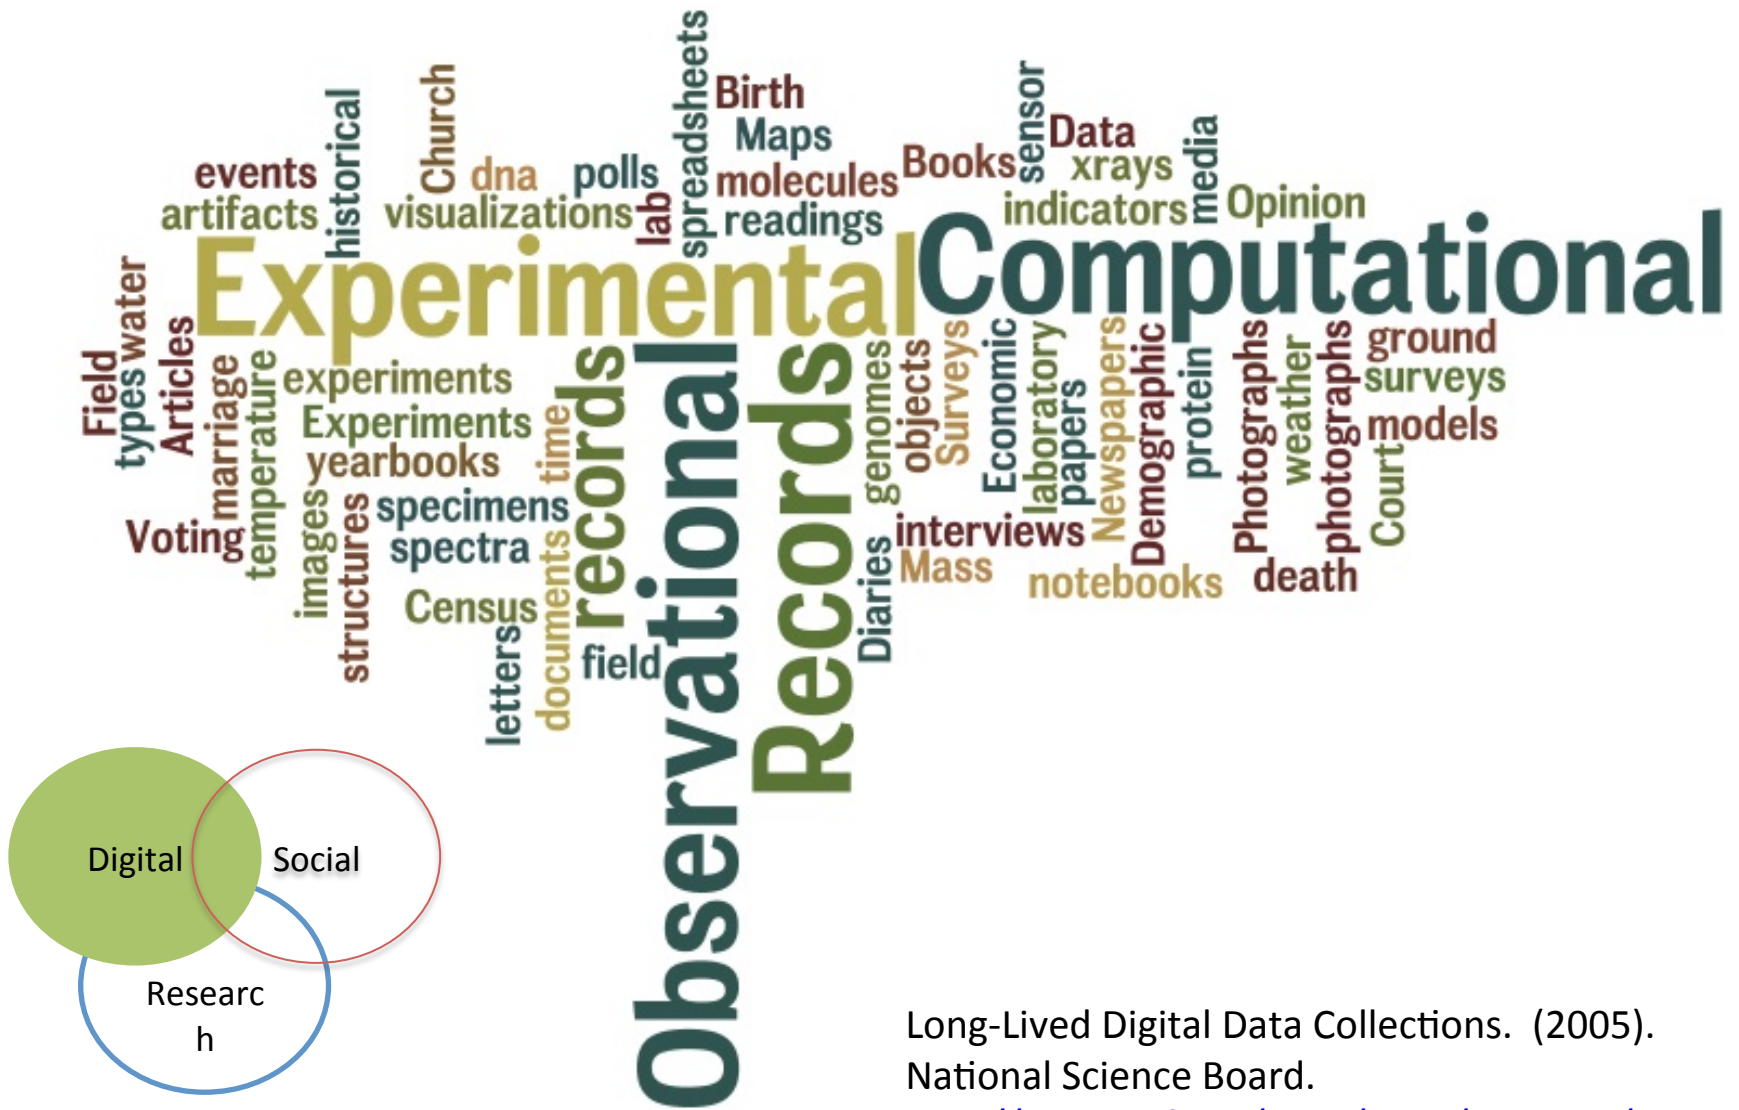 spreadsheets
Church
historical
Birth
Maps
sensor
Data
media
events
dna
polls
molecules
Books
xrays
artifacts
visualizations
lab
readings
indicators
Opinion
Experimental
Computational
water
Field
types
Articles
marriage
temperature
experiments
Experiments
yearbooks
time
records
Observational
Records
genomes
objects
Surveys
Economic
laboratory
papers
Newspapers
Demographic
protein
Photographs
weather
photographs
ground
surveys
models
Court
Voting
images
structures
specimens
spectra
documents
interviews
Mass
notebooks
death
Census
letters
field
Diaries
Digital
Social
Researc
h
Long-Lived Digital Data Collections. (2005).
National Science Board.